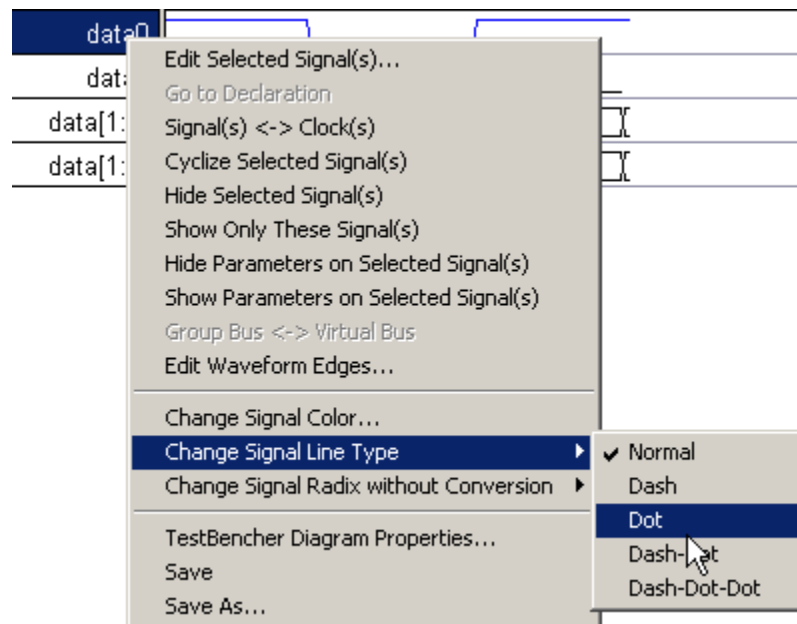 data0
data
data[1:
data[1:
Edit Selected Signal(s)...
Go to Declaration
Signal(s) <-> Clock(s)
Cyclize Selected Signal(s)
Hide Selected Signal(s)
Show Only These Signal(s)
Hide Parameters on Selected Signal(s)
Show Parameters on Selected Signal(s)
Group Bus <-> Virtual Bus
Edit Waveform Edges...
Change Signal Color...
Change Signal Line Type
Change Signal Radix without Conversion
TestBencher Diagram Properties...
Save
Save As...
Normal
Dash
Dot
Dash-Dot
Dash-Dot-Dot